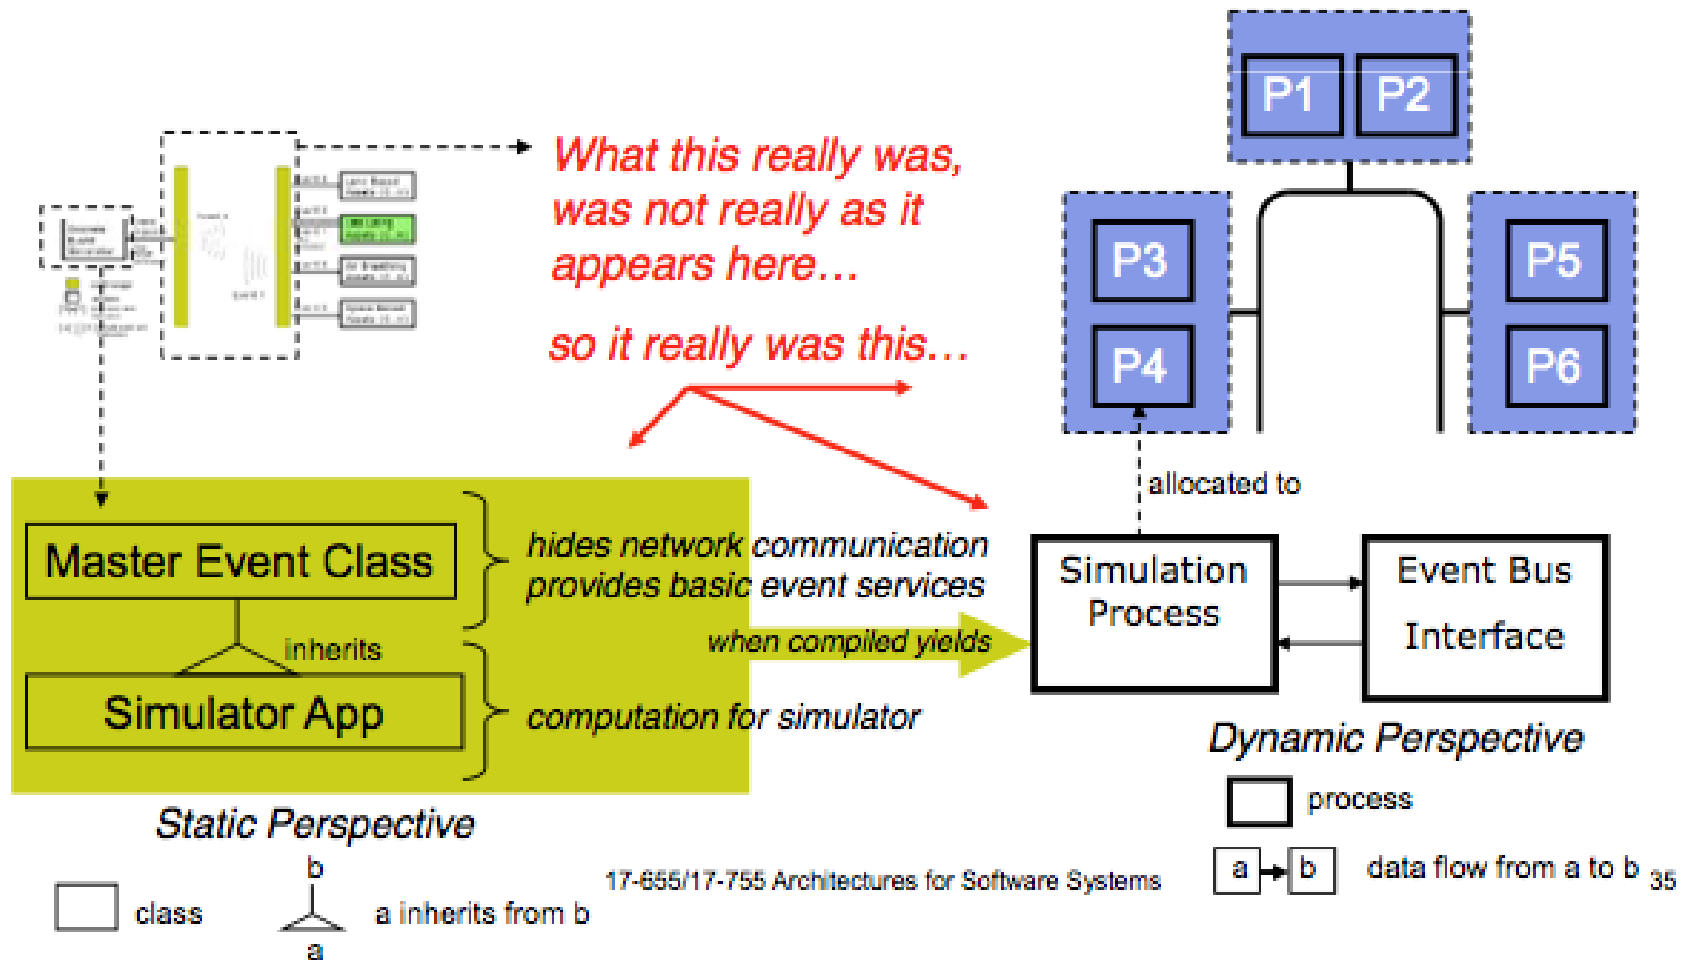 What this really was,
was not really as it
appears here...
so it really was this...
P1
P2
P3
P4
P5
P6
allocated to
Master Event Class
inherits
Simulator App
hides network communication
provides basic event services
when compiled yields
computation for simulator
Simulation
Process
Event Bus
Interface
Static Perspective
class
b
a inherits from b
a
Dynamic Perspective
process
a
b
data flow from a to b
17-655/17-755 Architectures for Software Systems
35